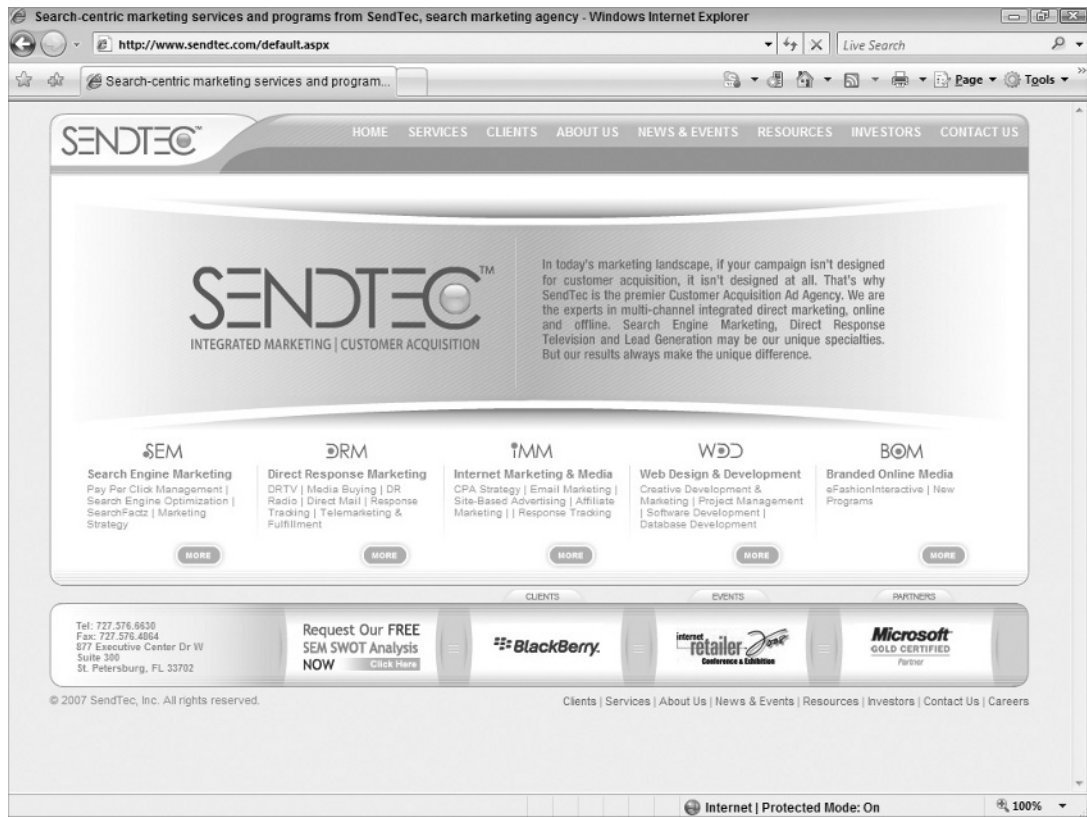 Search-centric marketing services and programs from SendTec, search marketing agency - Windows Internet Explorer
http://www.sendtec.com/default.aspx
Live Search
Search-centric marketing services and program...
Page
Tools
SENDTEC™
HOME SERVICES CLIENTS ABOUT US NEWS & EVENTS RESOURCES INVESTORS CONTACT US
SENDTEC™
INTEGRATED MARKETING | CUSTOMER ACQUISITION
In today's marketing landscape, if your campaign isn't designed
for customer acquisition, it isn't designed at all. That's why
SendTec is the premier Customer Acquisition Ad Agency. We are
the experts in multi-channel integrated direct marketing, online
and offline. Search Engine Marketing, Direct Response
Television and Lead Generation may be our unique specialties.
But our results always make the unique difference.
SEM
Search Engine Marketing
Pay Per Click Management |
Search Engine Optimization |
SearchFactz | Marketing
Strategy
MORE
DRM
Direct Response Marketing
DRTV | Media Buying | DR
Radio | Direct Mail | Response
Tracking | Telemarketing &
Fulfillment
MORE
IMM
Internet Marketing & Media
CPA Strategy | Email Marketing |
Site-Based Advertising | Affiliate
Marketing | | Response Tracking
MORE
WDD
Web Design & Development
Creative Development &
Marketing | Project Management
| Software Development |
Database Development
MORE
BOM
Branded Online Media
eFashionInteractive | New
Programs
MORE
CLIENTS
EVENTS
PARTNERS
Tel: 727.576.6630
Fax: 727.576.4864
877 Executive Center Dr W
Suite 300
St. Petersburg, FL 33702
Request Our FREE
SEM SWOT Analysis
NOW Click Here
BlackBerry.
internet
retailer
Conference & Exhibition
Microsoft
GOLD CERTIFIED
Partner
© 2007 SendTec, Inc. All rights reserved.
Clients | Services | About Us | News & Events | Resources | Investors | Contact Us | Careers
Internet | Protected Mode: On
100%